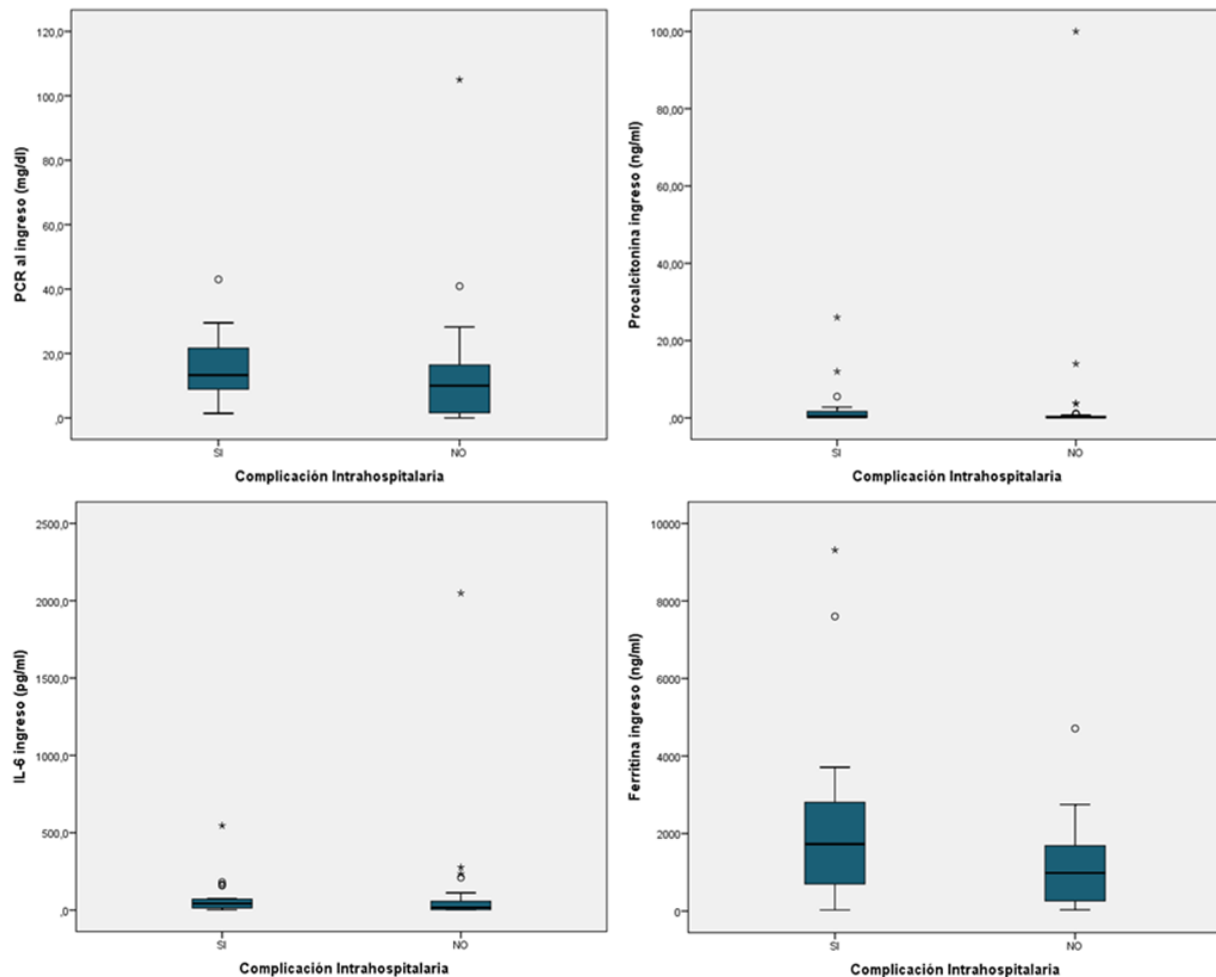 120,0
100,0
80,0
60,0
40,0
20,0
,0
PCR al ingreso (mg/dl)
SI
NO
Complicación Intrahospitalaria
100,00
80,00
60,00
40,00
20,00
,00
Procalcitonina ingreso (ng/ml)
SI
NO
Complicación Intrahospitalaria
2500,0
2000,0
1500,0
1000,0
500,0
,0
IL-6 ingreso (pg/ml)
SI
NO
Complicación Intrahospitalaria
10000
8000
6000
4000
2000
0
Ferritina ingreso (ng/ml)
SI
NO
Complicación Intrahospitalaria